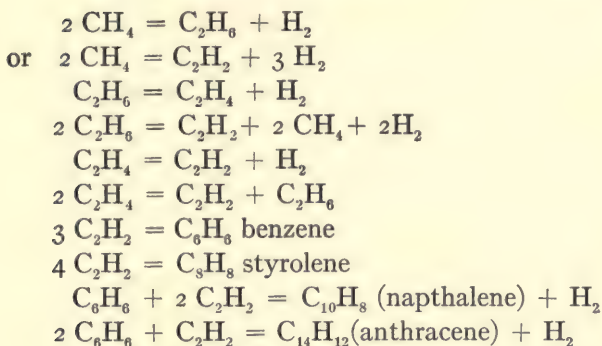 2 CH₄ = C₂H₆ + H₂
or 2 CH₄ = C₂H₂ + 3 H₂
C₂H₆ = C₂H₄ + H₂
2 C₂H₆ = C₂H₂ + 2 CH₄ + 2H₂
C₂H₄ = C₂H₂ + H₂
2 C₂H₄ = C₂H₂ + C₂H₆
3 C₂H₂ = C₆H₆ benzene
4 C₂H₂ = C₈H₈ styrolene
C₆H₆ + 2 C₂H₂ = C₁₀H₈ (napthalene) + H₂
2 C₆H₆ + C₂H₂ = C₁₄H₁₂(anthracene) + H₂